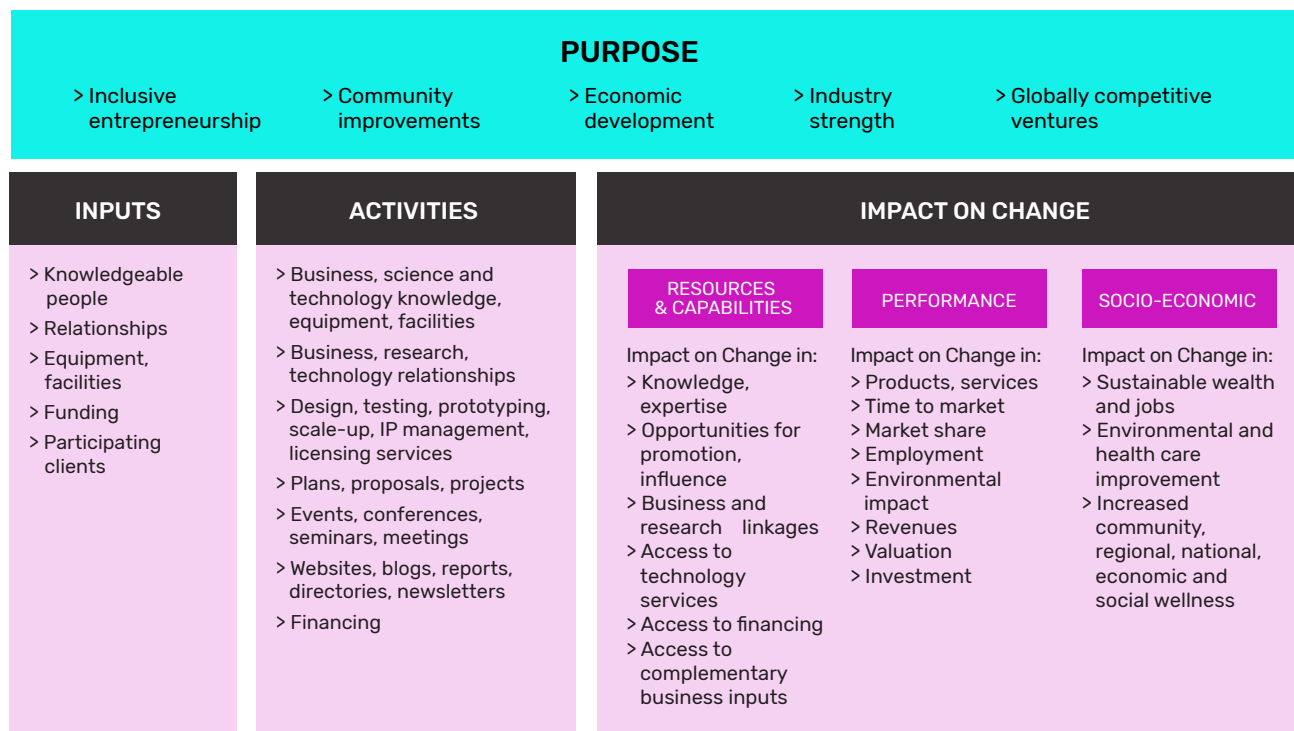 PURPOSE
> Inclusive
entrepreneurship
> Community
improvements
> Economic
development
> Industry
strength
> Globally competitive
ventures
INPUTS
> Knowledgeable
people
> Relationships
> Equipment,
facilities
> Funding
> Participating
clients
ACTIVITIES
> Business, science and
technology knowledge,
equipment, facilities
> Business, research,
technology relationships
> Design, testing, prototyping,
scale-up, IP management,
licensing services
> Plans, proposals, projects
> Events, conferences,
seminars, meetings
> Websites, blogs, reports,
directories, newsletters
> Financing
IMPACT ON CHANGE
RESOURCES
& CAPABILITIES
Impact on Change in:
> Knowledge,
expertise
> Opportunities for
promotion,
influence
> Business and
research linkages
> Access to
technology
services
> Access to financing
> Access to
complementary
business inputs
PERFORMANCE
Impact on Change in:
> Products, services
> Time to market
> Market share
> Employment
> Environmental
impact
> Revenues
> Valuation
> Investment
SOCIO-ECONOMIC
Impact on Change in:
> Sustainable wealth
and jobs
> Environmental and
health care
improvement
> Increased
community,
regional, national,
economic and
social wellness